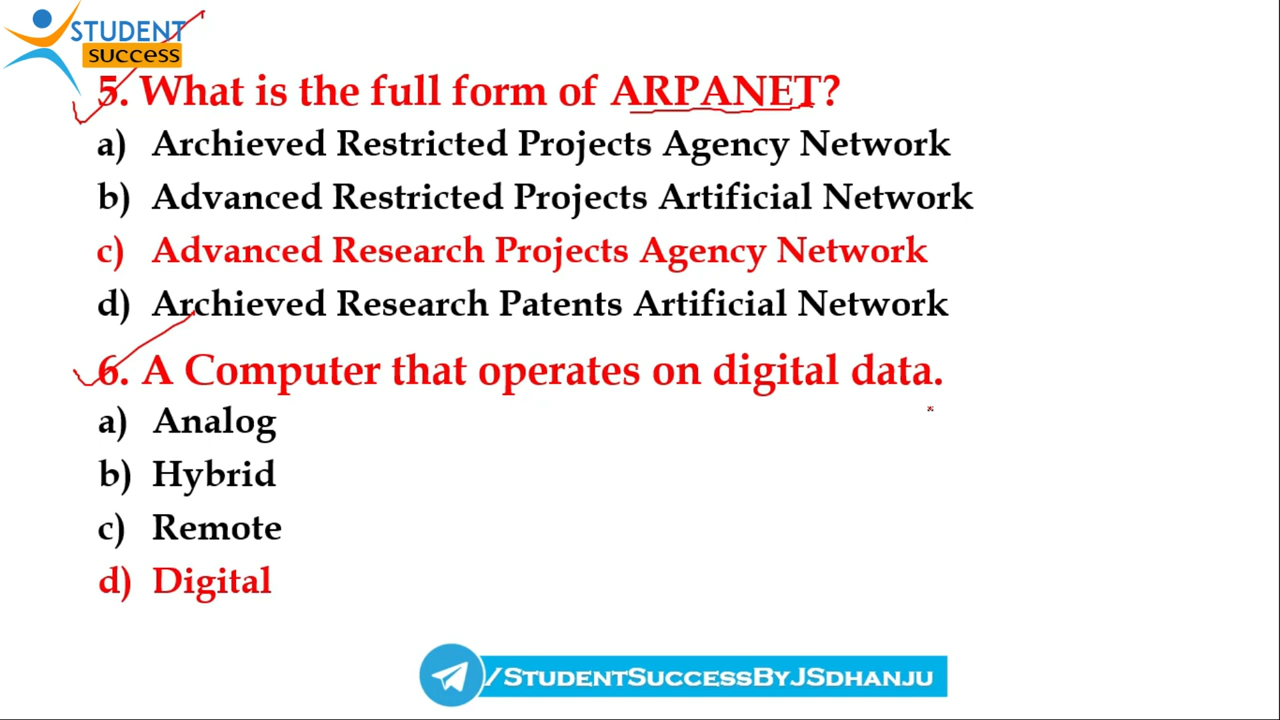 STUDENT
success
5. What is the full form of ARPANET?
a) Archieved Restricted Projects Agency Network
b) Advanced Restricted Projects Artificial Network
c) Advanced Research Projects Agency Network
d) Archieved Research Patents Artificial Network
6. A Computer that operates on digital data.
a) Analog
b) Hybrid
c) Remote
d) Digital
/StudentSuccessByJSdhanju